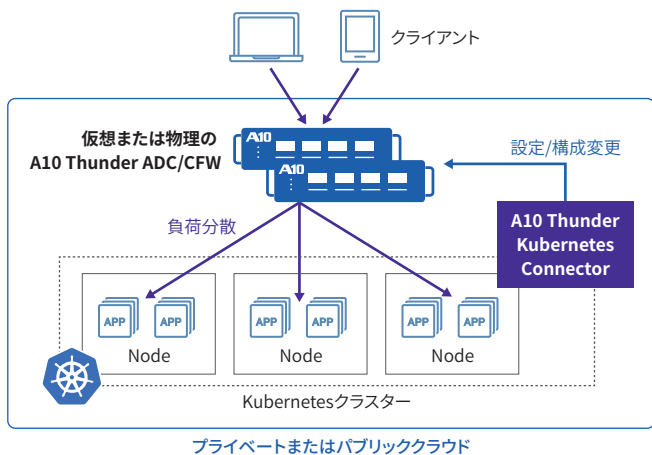 クライアント
仮想または物理の
A10 Thunder ADC/CFW
A10
A10
設定/構成変更
負荷分散
A10 Thunder
Kubernetes
Connector
APP APP
Node
APP APP
Node
APP APP
Node
Kubernetesクラスター
プライベートまたはパブリッククラウド